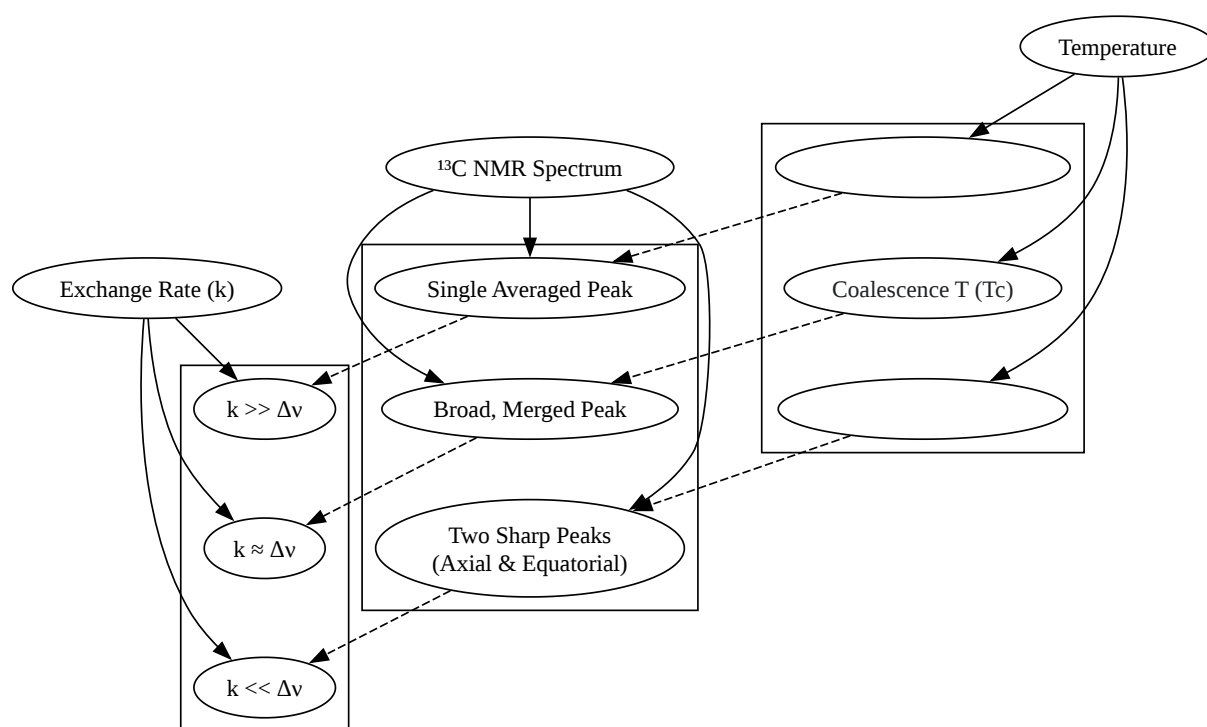 Temperature
¹³C NMR Spectrum
Exchange Rate (k)
Single Averaged Peak
Coalescence T (Tc)
k >> Δν
Broad, Merged Peak
k ≈ Δν
Two Sharp Peaks
(Axial & Equatorial)
k << Δν